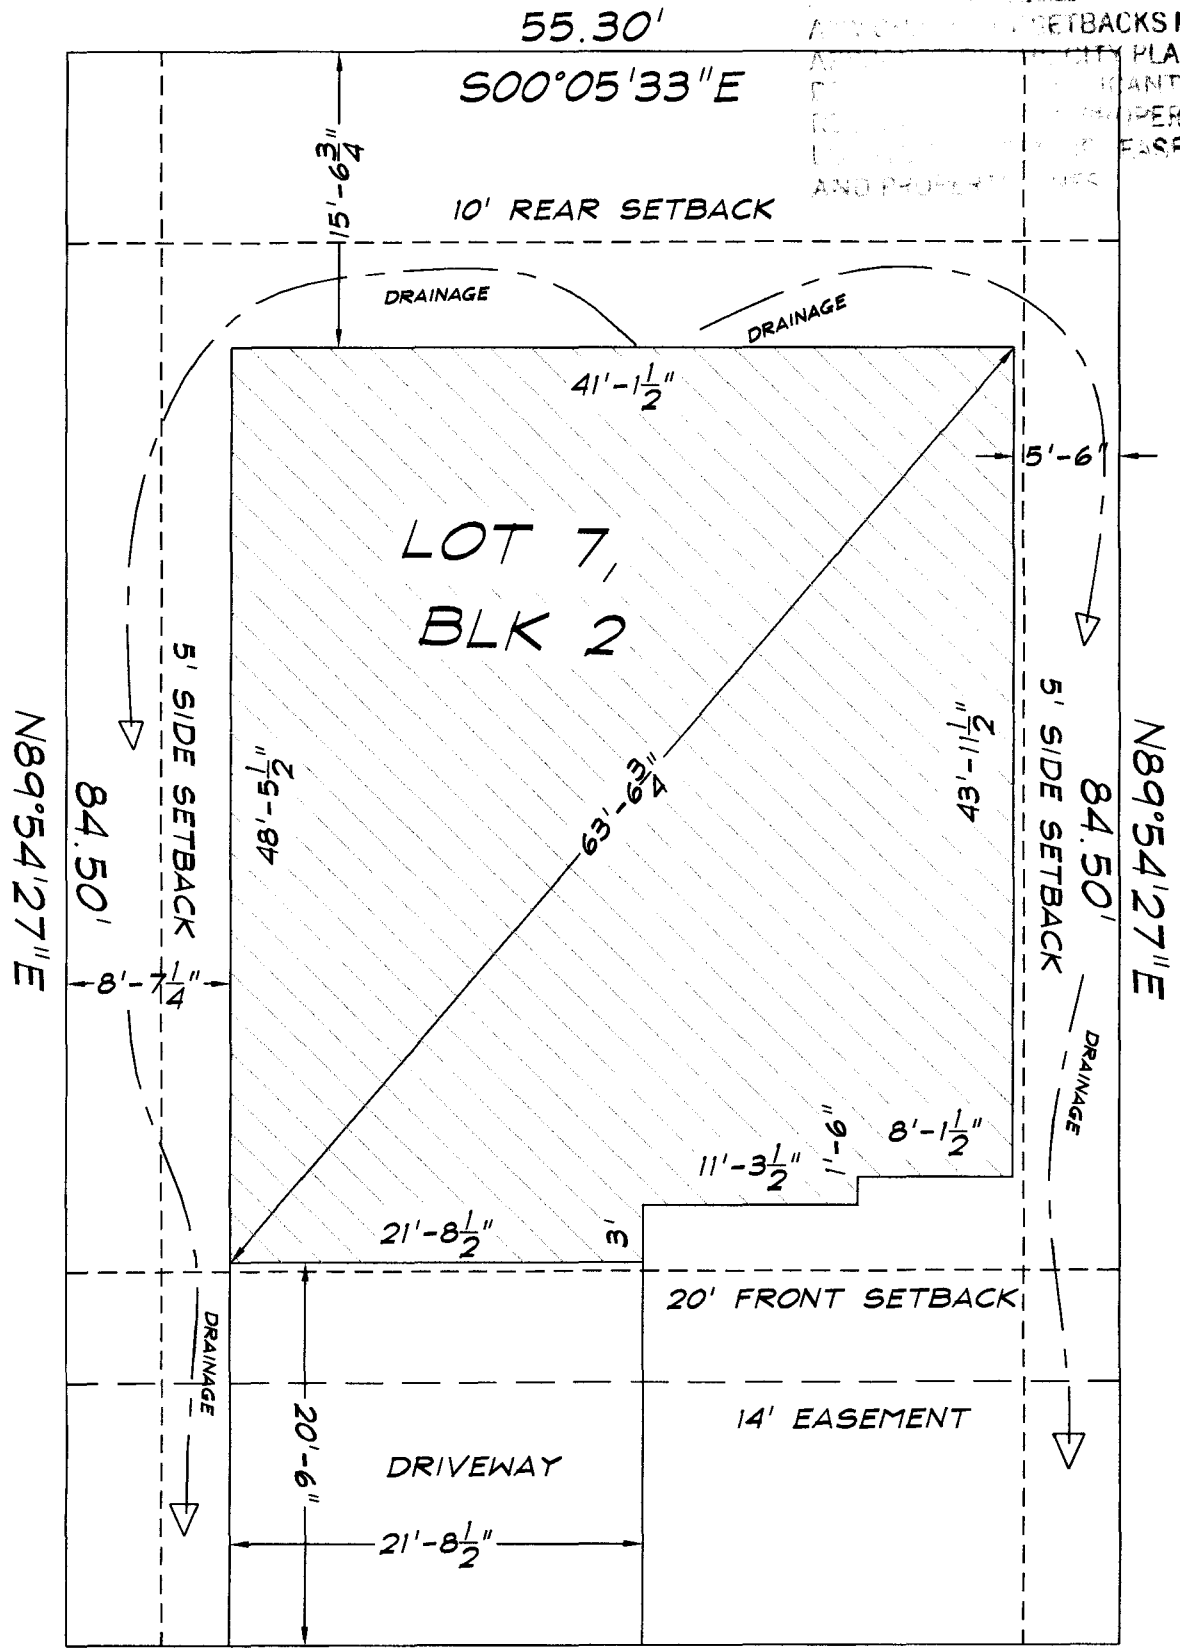 55.30'
S00°05'33"E
SETBACKS
CITY
AND
15'-6 3/4"
10' REAR SETBACK
DRAINAGE
DRAINAGE
41'-1 1/2"
5'-6"
LOT 7,
BLK 2
5' SIDE SETBACK
48'-5 1/2"
63'-6 3/4"
43'-11 1/2"
5' SIDE SETBACK
N89°54'27"E
84.50'
84.50'
N89°54'27"E
8'-7 1/4"
DRAINAGE
11'-3 1/2"
1'-6"
8'-1 1/2"
21'-8 1/2"
3'
20' FRONT SETBACK
DRAINAGE
14' EASEMENT
20'-6"
DRIVEWAY
21'-8 1/2"